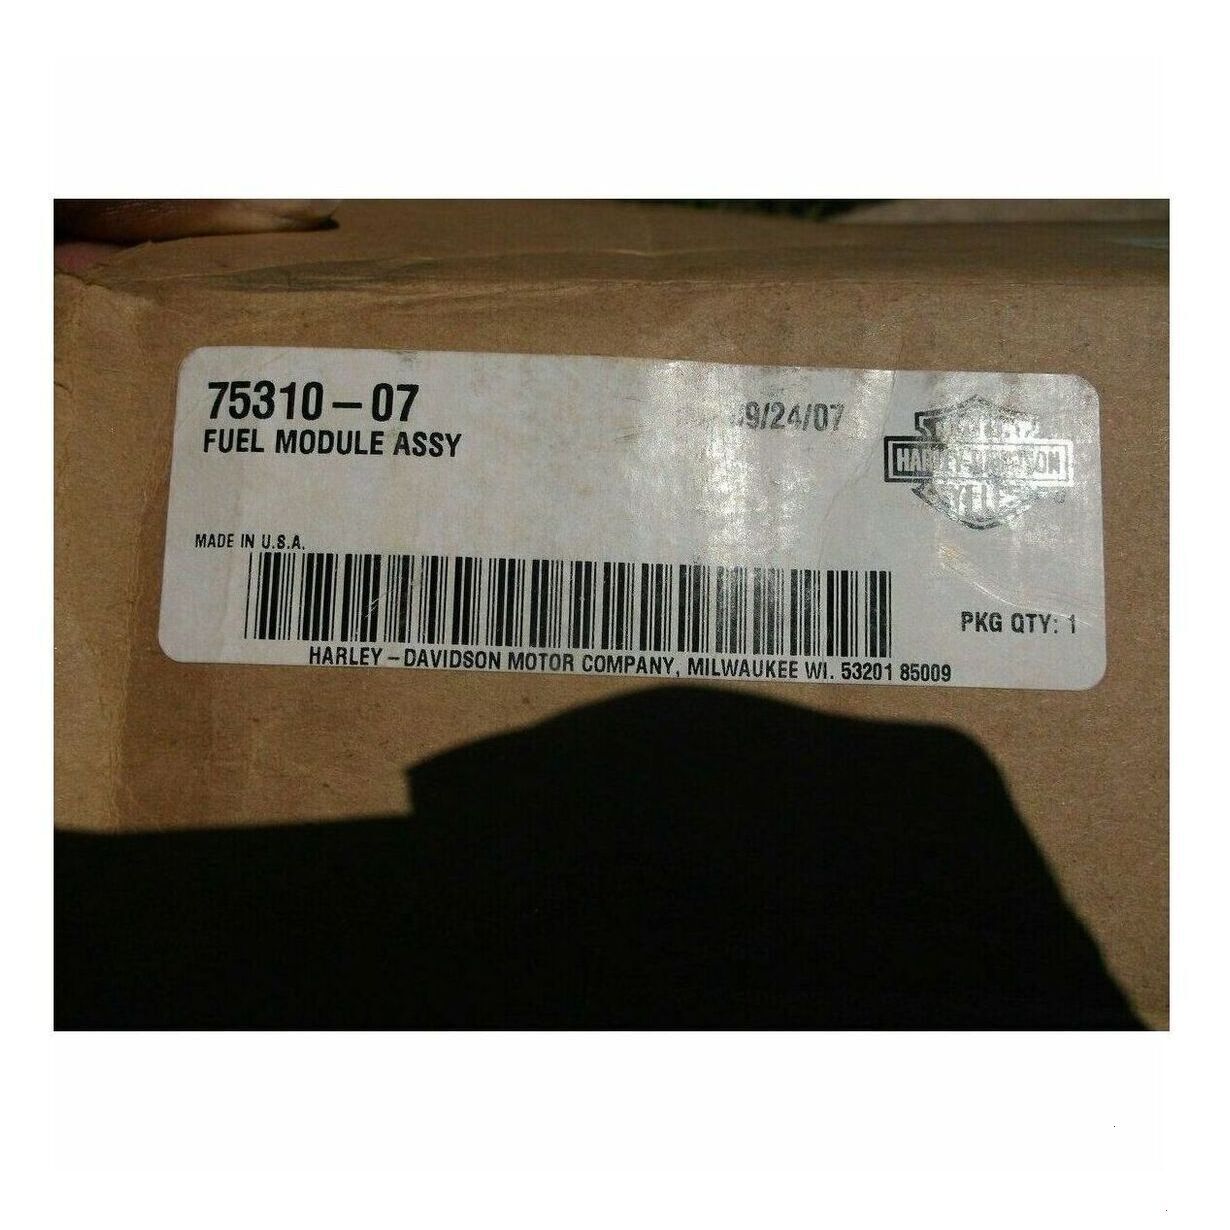 75310-07
FUEL MODULE ASSY
9/24/07
HARLEY-DAVIDSON
MADE IN U.S.A.
PKG QTY: 1
HARLEY-DAVIDSON MOTOR COMPANY, MILWAUKEE WI. 53201 85009